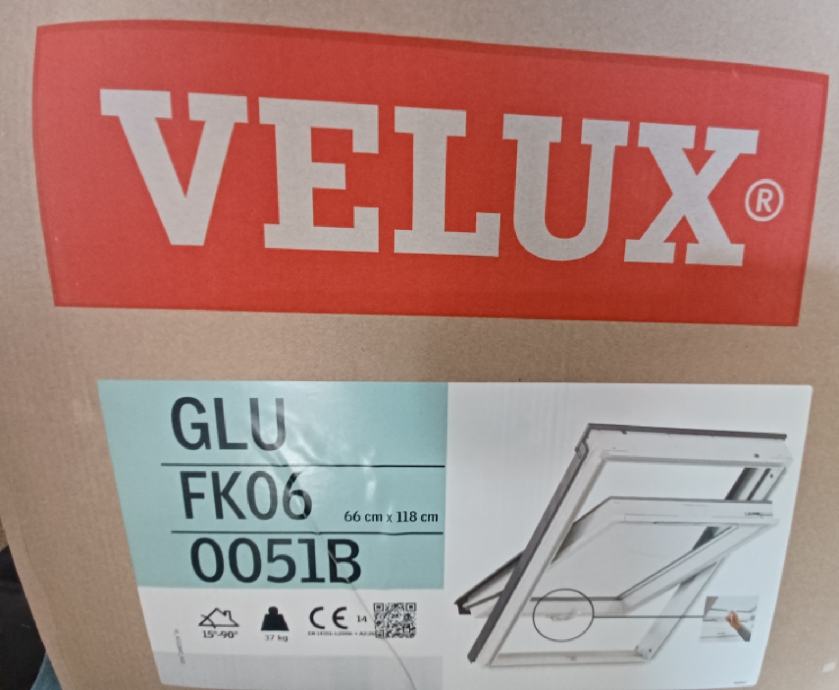 VELUX®
GLU
FK06 66 cm x 118 cm
0051B
15°-90°
37 kg
CE 14